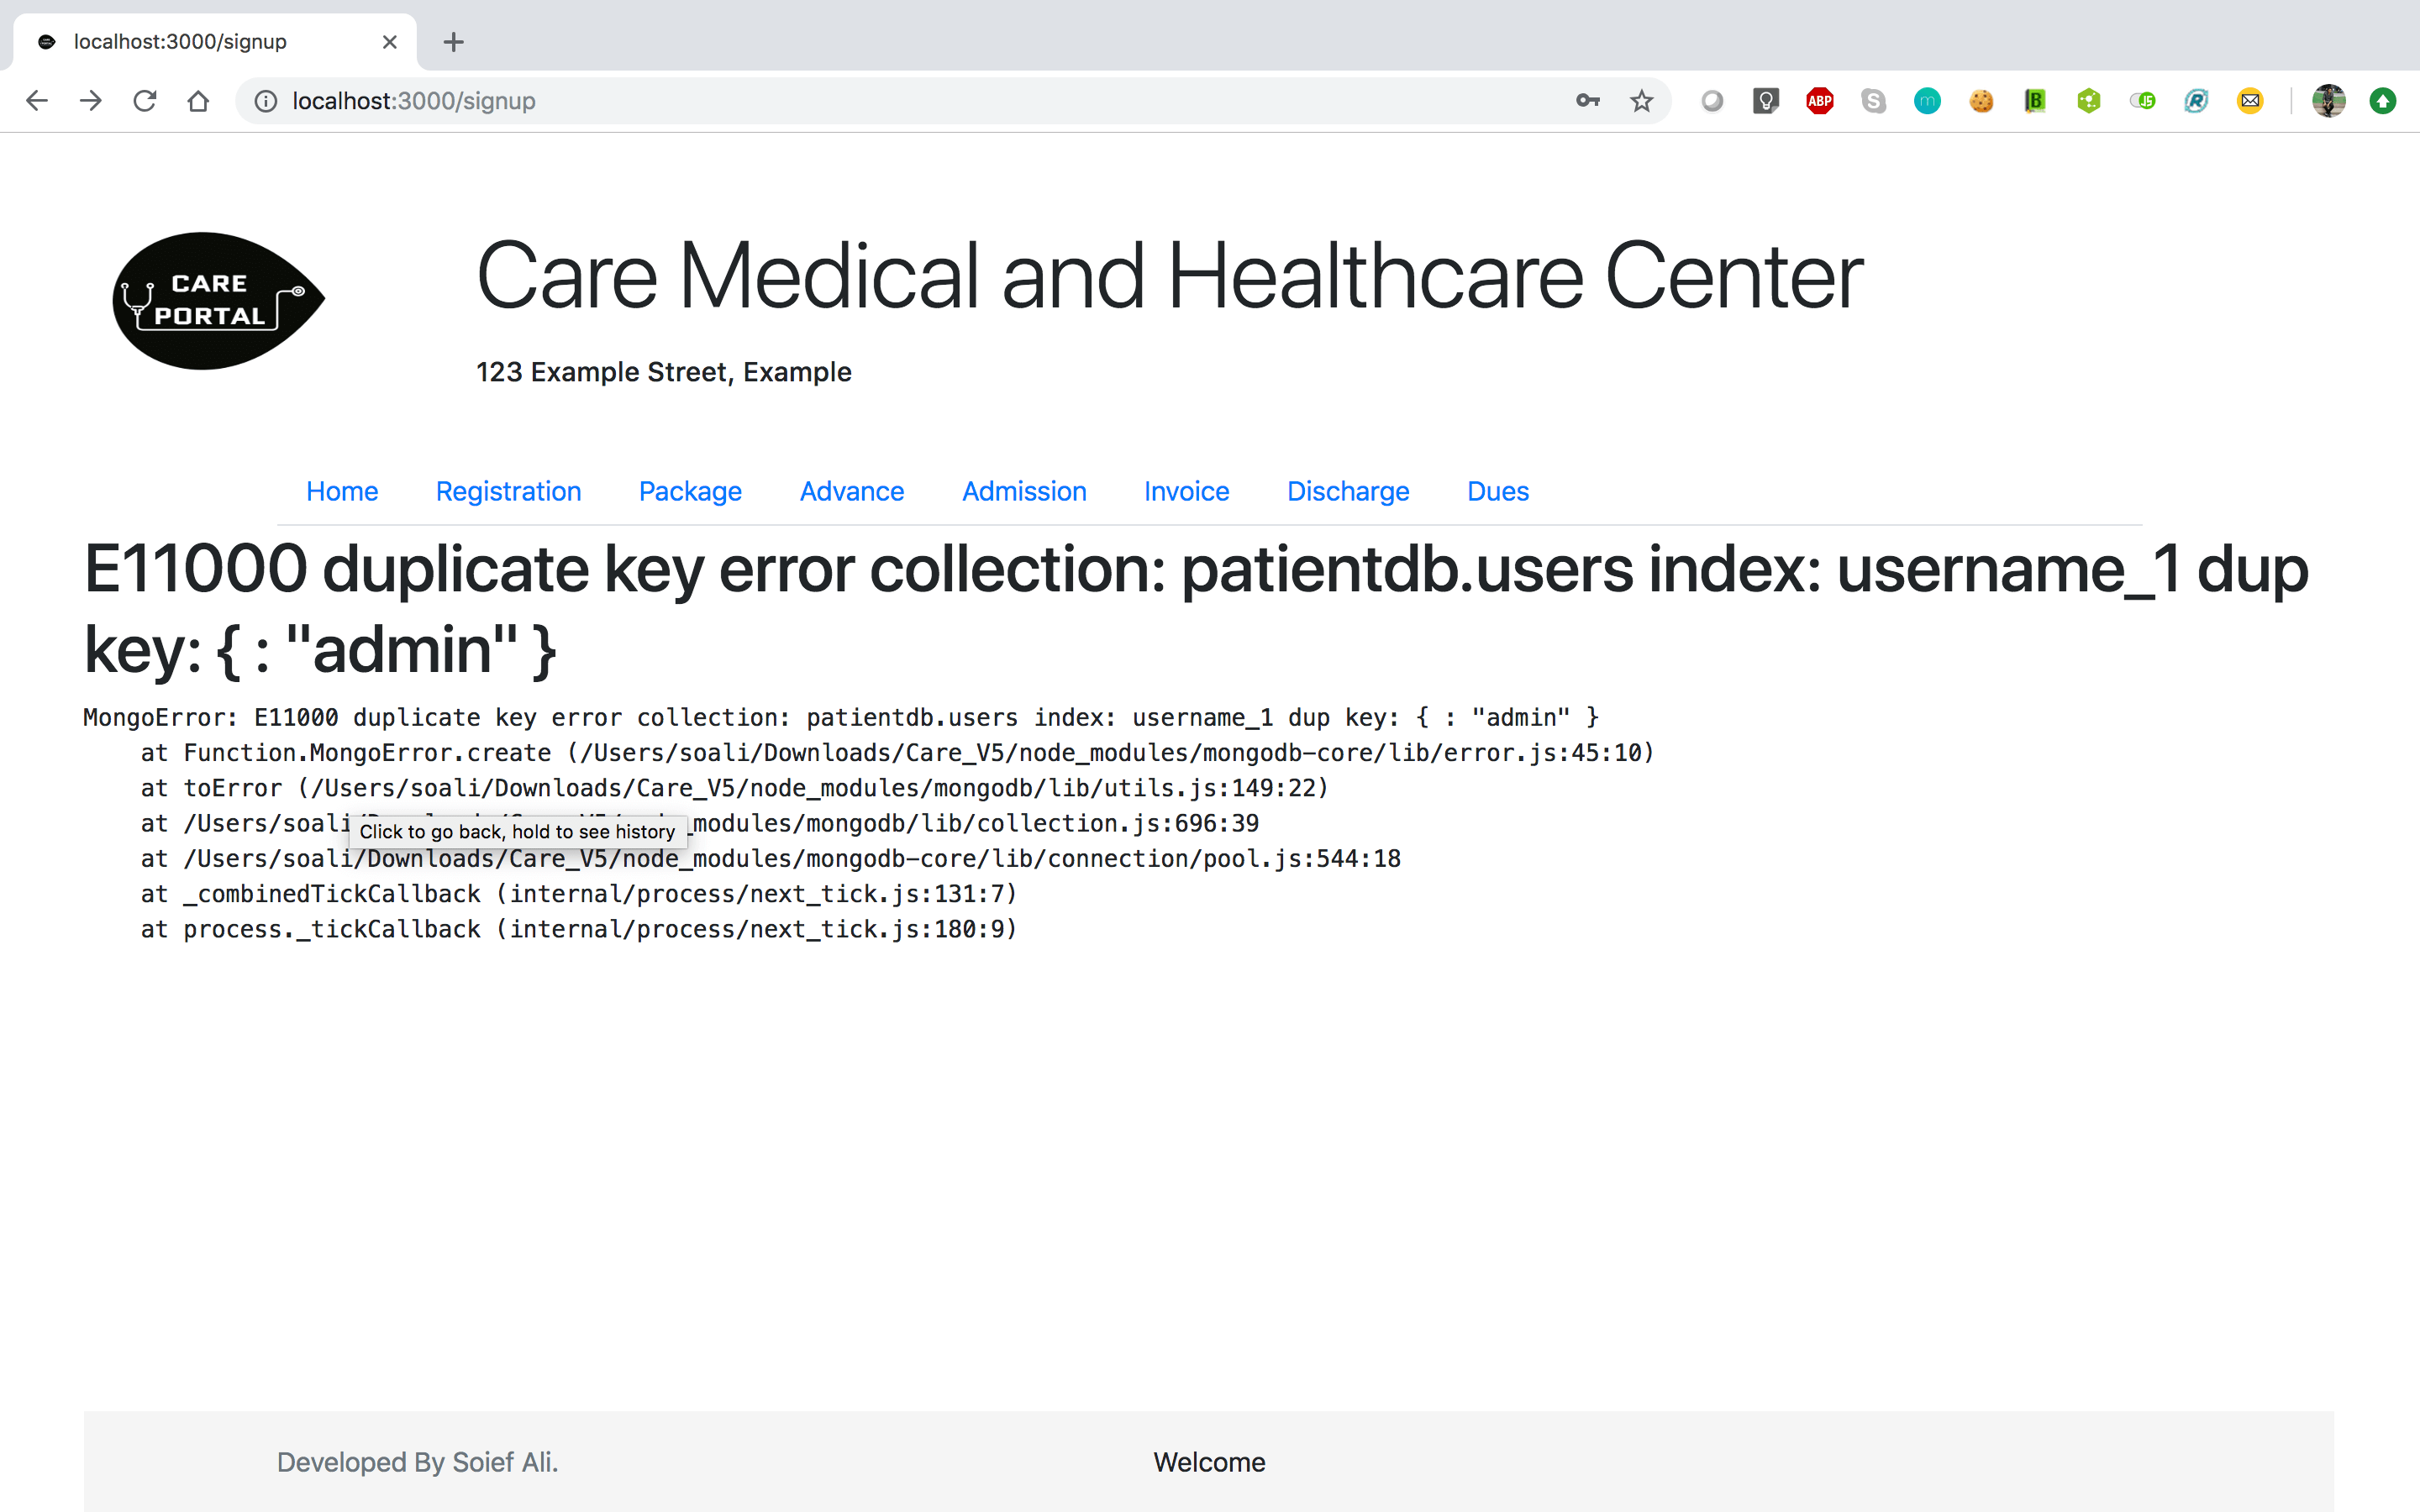 localhost:3000/signup
localhost:3000/signup
ABP
S
m
B
JS
R
CARE
PORTAL
Care Medical and Healthcare Center
123 Example Street, Example
Home Registration Package Advance Admission Invoice Discharge Dues
E11000 duplicate key error collection: patientdb.users index: username_1 dup
key: { : "admin" }
MongoError: E11000 duplicate key error collection: patientdb.users index: username_1 dup key: { : "admin" }
at Function.MongoError.create (/Users/soali/Downloads/Care_V5/node_modules/mongodb-core/lib/error.js:45:10)
at toError (/Users/soali/Downloads/Care_V5/node_modules/mongodb/lib/utils.js:149:22)
at /Users/soali/Downloads/Care_V5/node_modules/mongodb/lib/collection.js:696:39
Click to go back, hold to see history
at /Users/soali/Downloads/Care_V5/node_modules/mongodb-core/lib/connection/pool.js:544:18
at _combinedTickCallback (internal/process/next_tick.js:131:7)
at process._tickCallback (internal/process/next_tick.js:180:9)
Developed By Soief Ali. Welcome